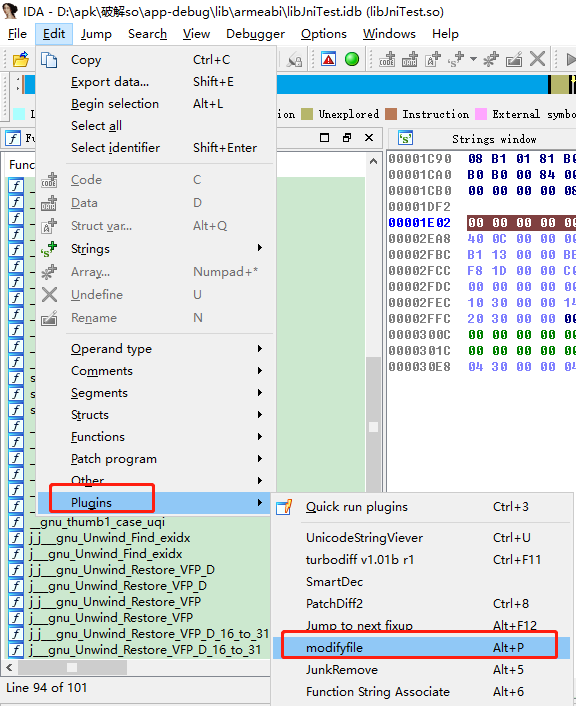 IDA - D:\apk\破解so\app-debug\lib\armeabi\libJniTest.idb (libJniTest.so)
File Edit Jump Search View Debugger Options Windows Help
Copy Ctrl+C
Export data... Shift+E
Begin selection Alt+L
Select all
Select identifier Shift+Enter
Code C
Data D
Struct var... Alt+Q
Strings
Array... Numpad+*
Undefine U
Rename N
Operand type
Comments
Segments
Structs
Functions
Patch program
Other
Plugins
Unexplored Instruction External symbo
Strings window
00001C90 08 B1 01 81 B0
00001CA0 B0 B0 00 84 00
00001CB0 00 00 00 00 08
00001DF2
00001E02 00 00 00 00 00
00002EA8 40 0C 00 00 00
00002FBC B1 13 00 00 BE
00002FCC F8 1D 00 00 C0
00002FDC 00 00 00 00 00
00002FEC 10 30 00 00 14
00002FFC 20 30 00 00 00
0000300C 00 00 00 00 00
0000301C 00 00 00 00 00
000030E8 04 30 00 00 04
Quick run plugins Ctrl+3
UnicodeStringViever Ctrl+U
turbodiff v1.01b r1 Ctrl+F11
SmartDec
PatchDiff2 Ctrl+8
Jump to next fixup Alt+F12
modifyfile Alt+P
JunkRemove Alt+5
Function String Associate Alt+6
__gnu_thumb1_case_uqi
j_j___gnu_Unwind_Find_exidx
j___gnu_Unwind_Find_exidx
j_j___gnu_Unwind_Restore_VFP_D
j___gnu_Unwind_Restore_VFP_D
j_j___gnu_Unwind_Restore_VFP
j___gnu_Unwind_Restore_VFP
j_j___gnu_Unwind_Restore_VFP_D_16_to_31
j___gnu_Unwind_Restore_VFP_D_16_to_31
Line 94 of 101